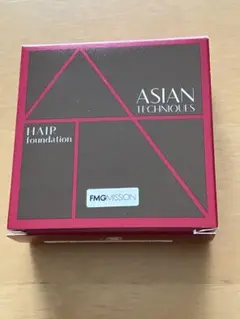 ASIAN
TECHNIQUES
HAIR
foundation
FMGMISSION